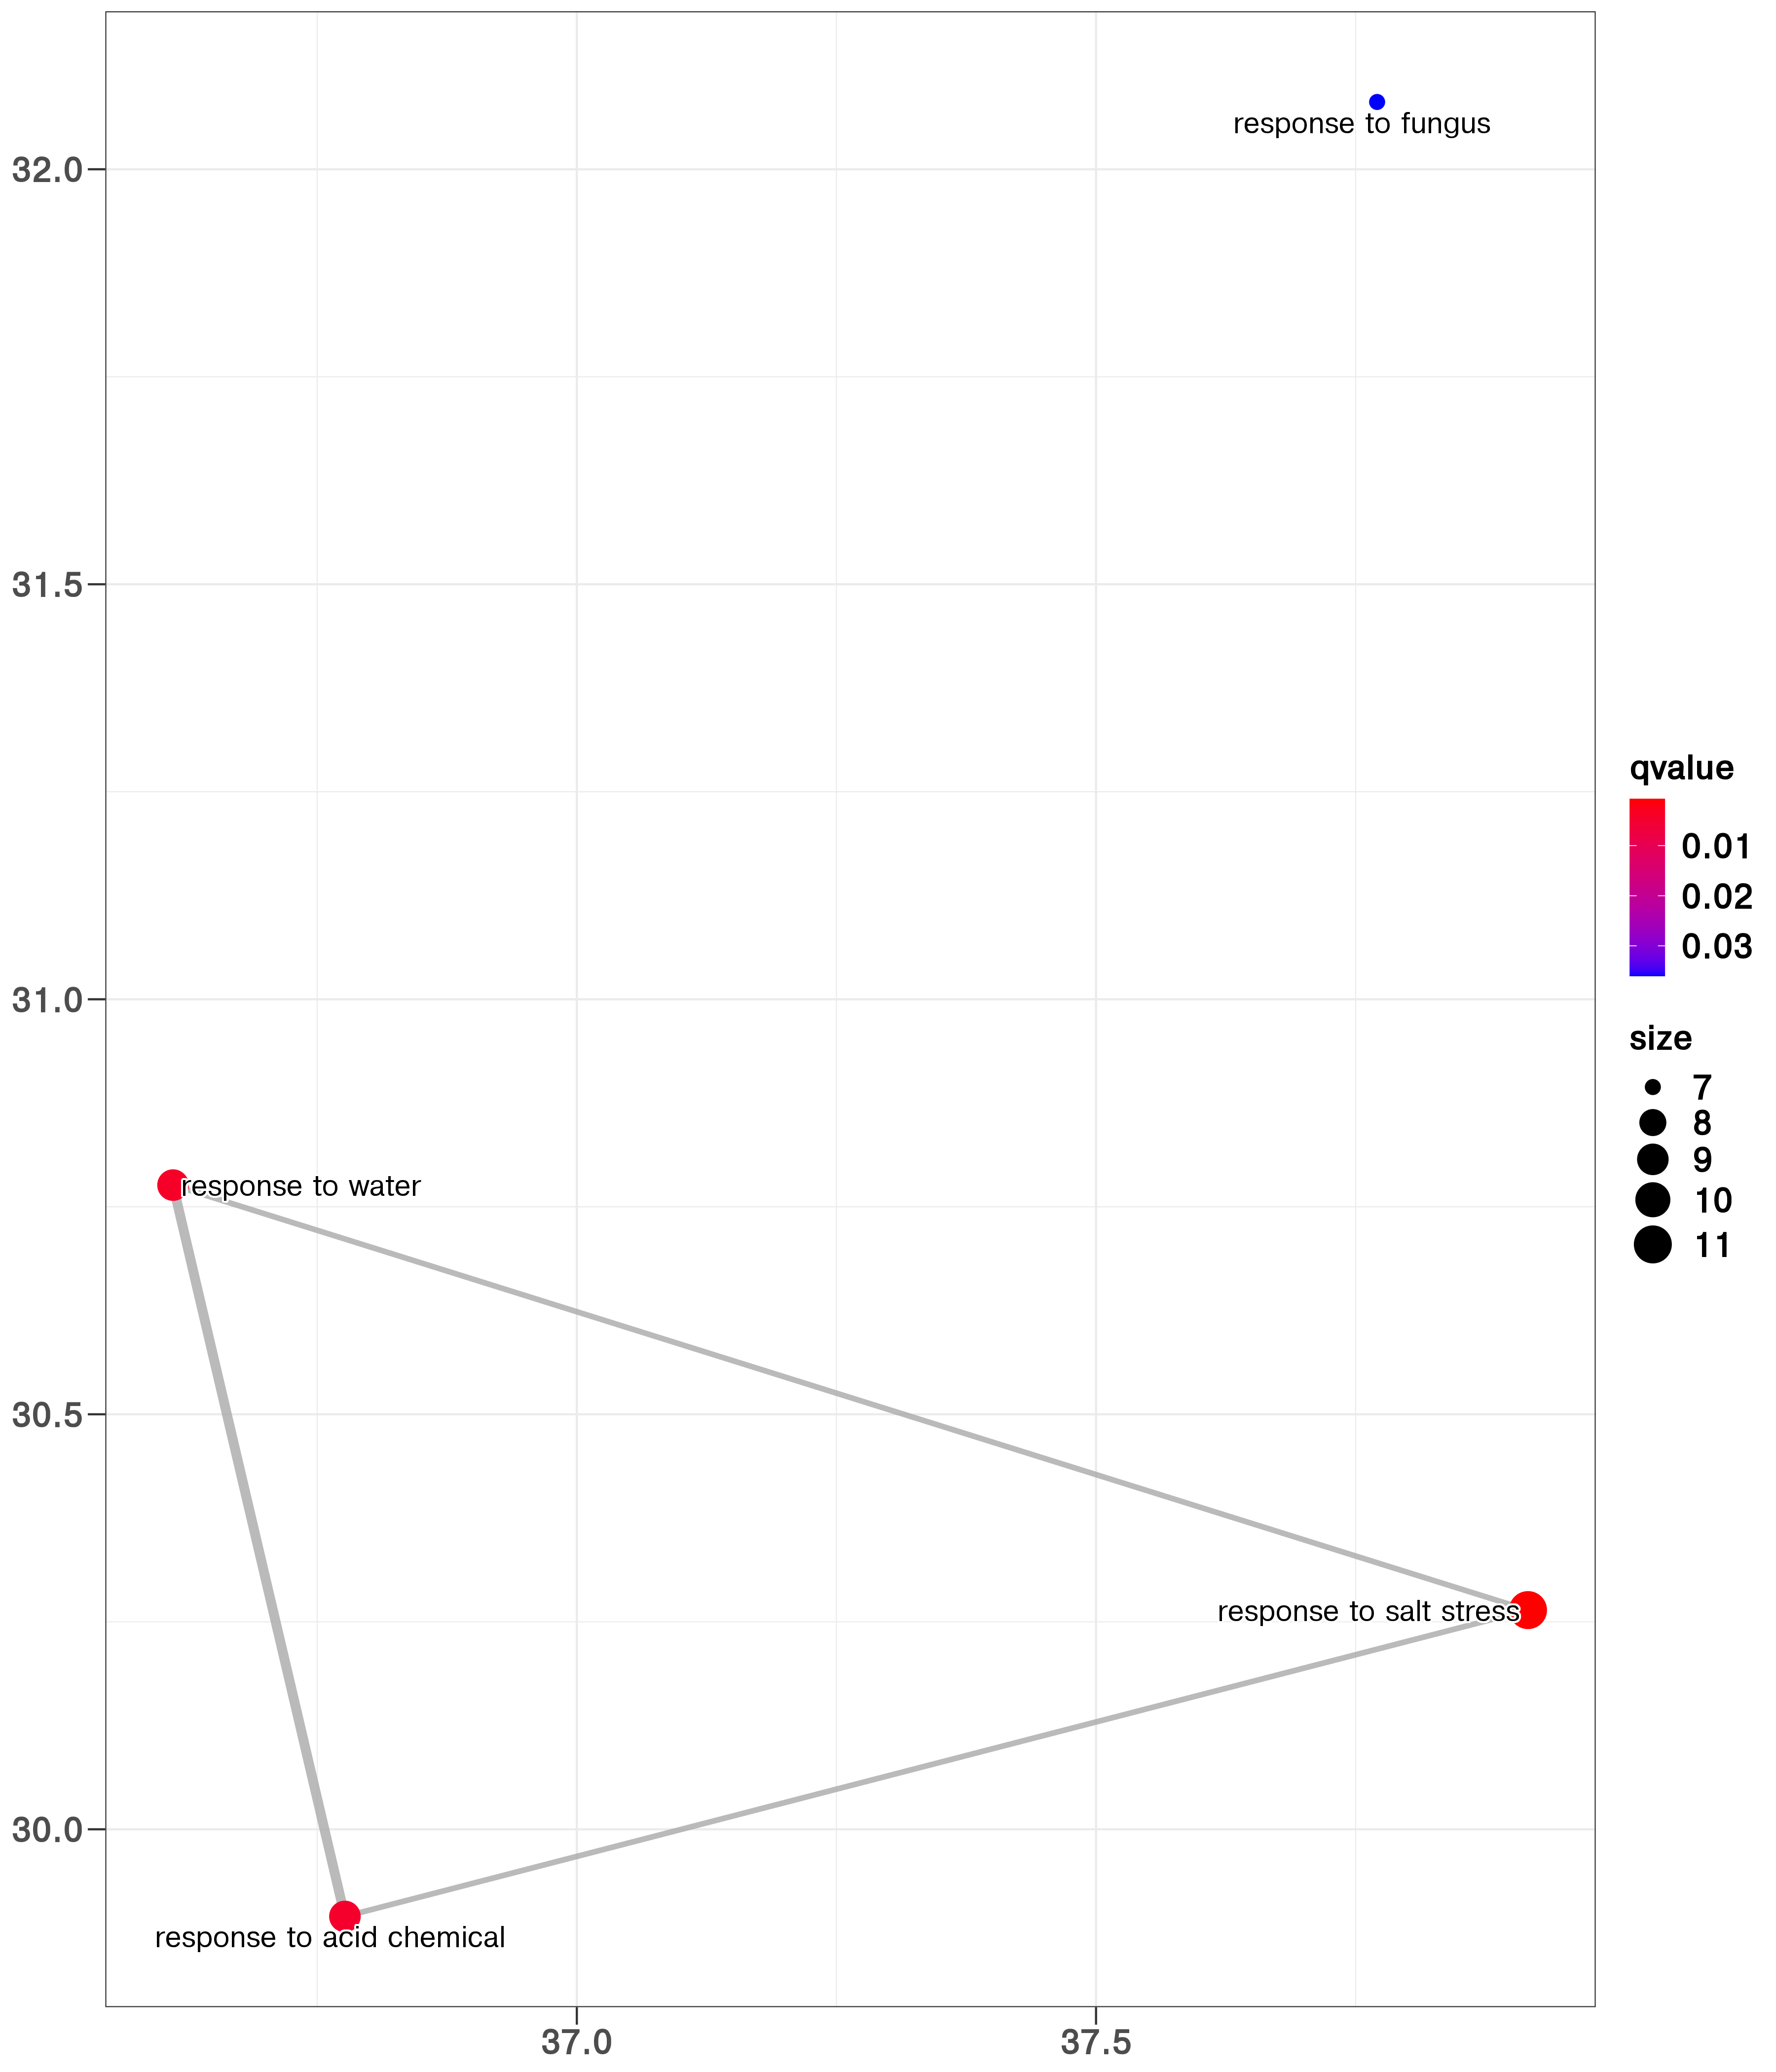 response to fungus
32.0
31.5
31.0
30.5
30.0
response to water
response to salt stress
response to acid chemical
37.0
37.5
qvalue
0.01
0.02
0.03
size
7
8
9
10
11